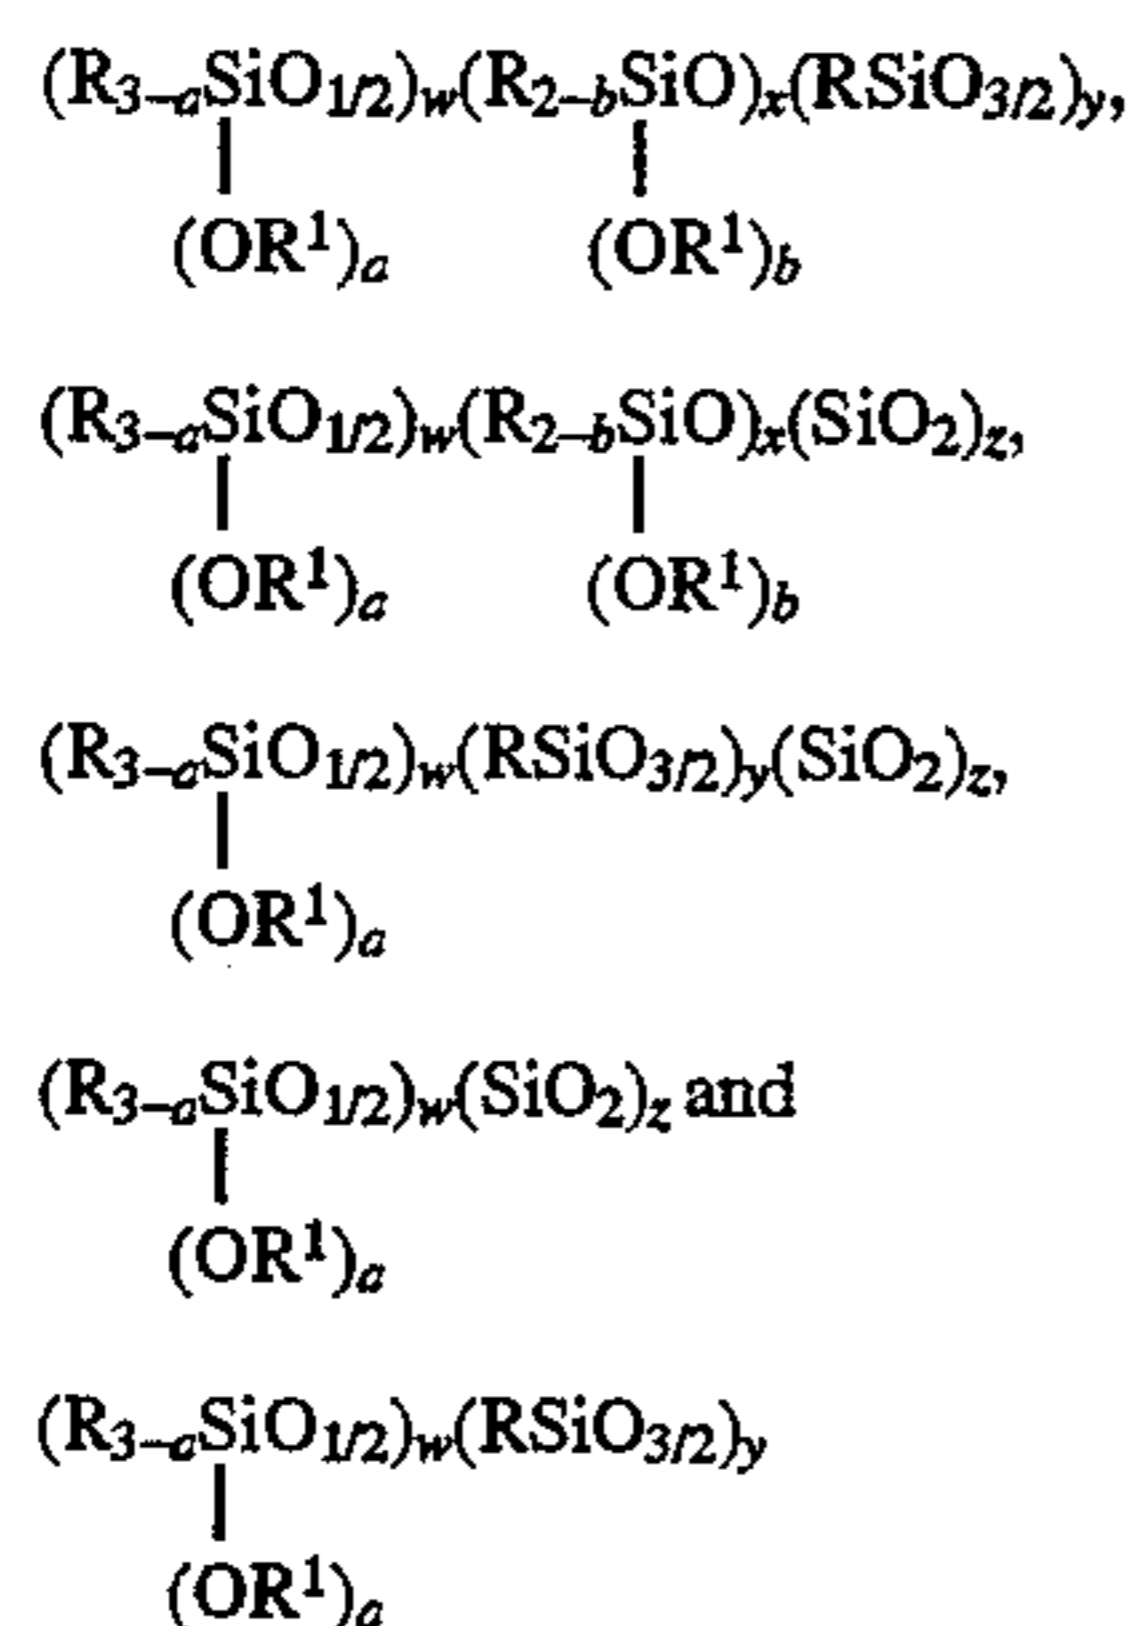 (R3–aSiO1/2)w(R2–bSiO)x(RSiO3/2)y,
(OR1)a (OR1)b
(R3–aSiO1/2)w(R2–bSiO)x(SiO2)z,
(OR1)a (OR1)b
(R3–aSiO1/2)w(RSiO3/2)y(SiO2)z,
(OR1)a
(R3–aSiO1/2)w(SiO2)z and
(OR1)a
(R3–aSiO1/2)w(RSiO3/2)y
(OR1)a